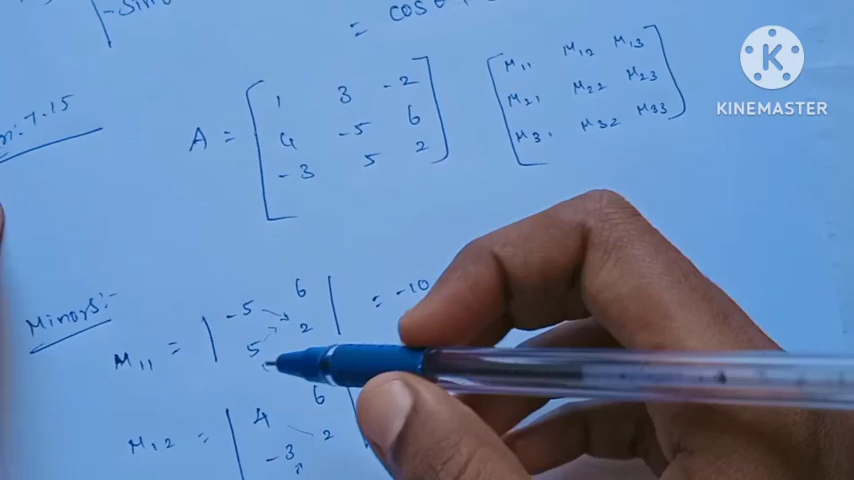 = cos θ
7.15
A = [ 1 3 -2 [ M11 M12 M13
4 -5 6 M21 M22 M23
-3 5 2 ] M31 M32 M33 ]
KINEMASTER
Minors:-
M11 = | -5 6 | = -10
5 2
M12 = | 4 6 |
-3 2